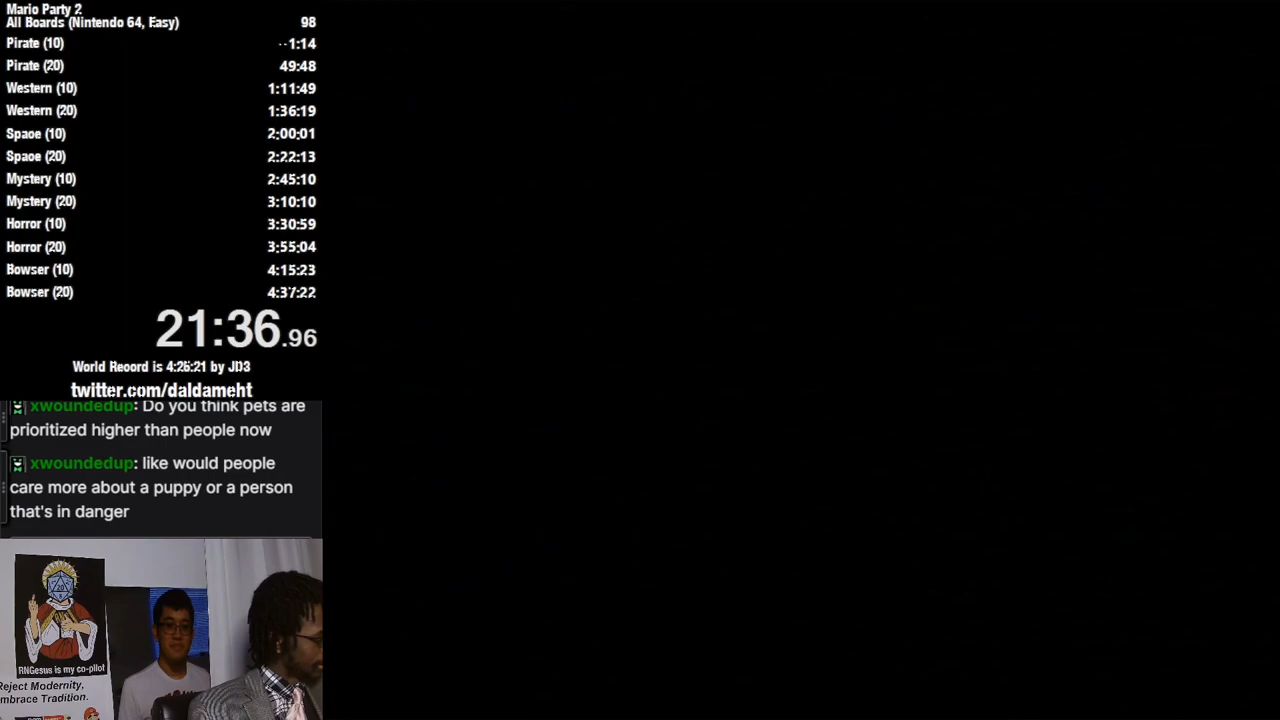 Mario Party 2
All Boards (Nintendo 64, Easy) 98
Pirate (10) -1:14
Pirate (20) 49:48
Western (10) 1:11:49
Western (20) 1:36:19
Space (10) 2:00:01
Space (20) 2:22:13
Mystery (10) 2:45:10
Mystery (20) 3:10:10
Horror (10) 3:30:59
Horror (20) 3:55:04
Bowser (10) 4:15:23
Bowser (20) 4:37:22
21:36.96
World Record is 4:26:21 by JD3
twitter.com/daldameht
xwoundedup: Do you think pets are
prioritized higher than people now
xwoundedup: like would people
care more about a puppy or a person
that's in danger
RNGesus is my co-pilot
Reject Modernity,
Embrace Tradition.